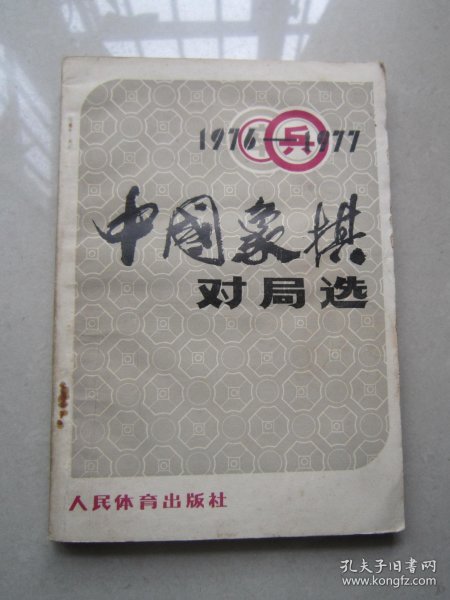 1976—1977
兵
中國象棋
对局选
人民体育出版社
孔夫子旧书网
www.kongfz.com